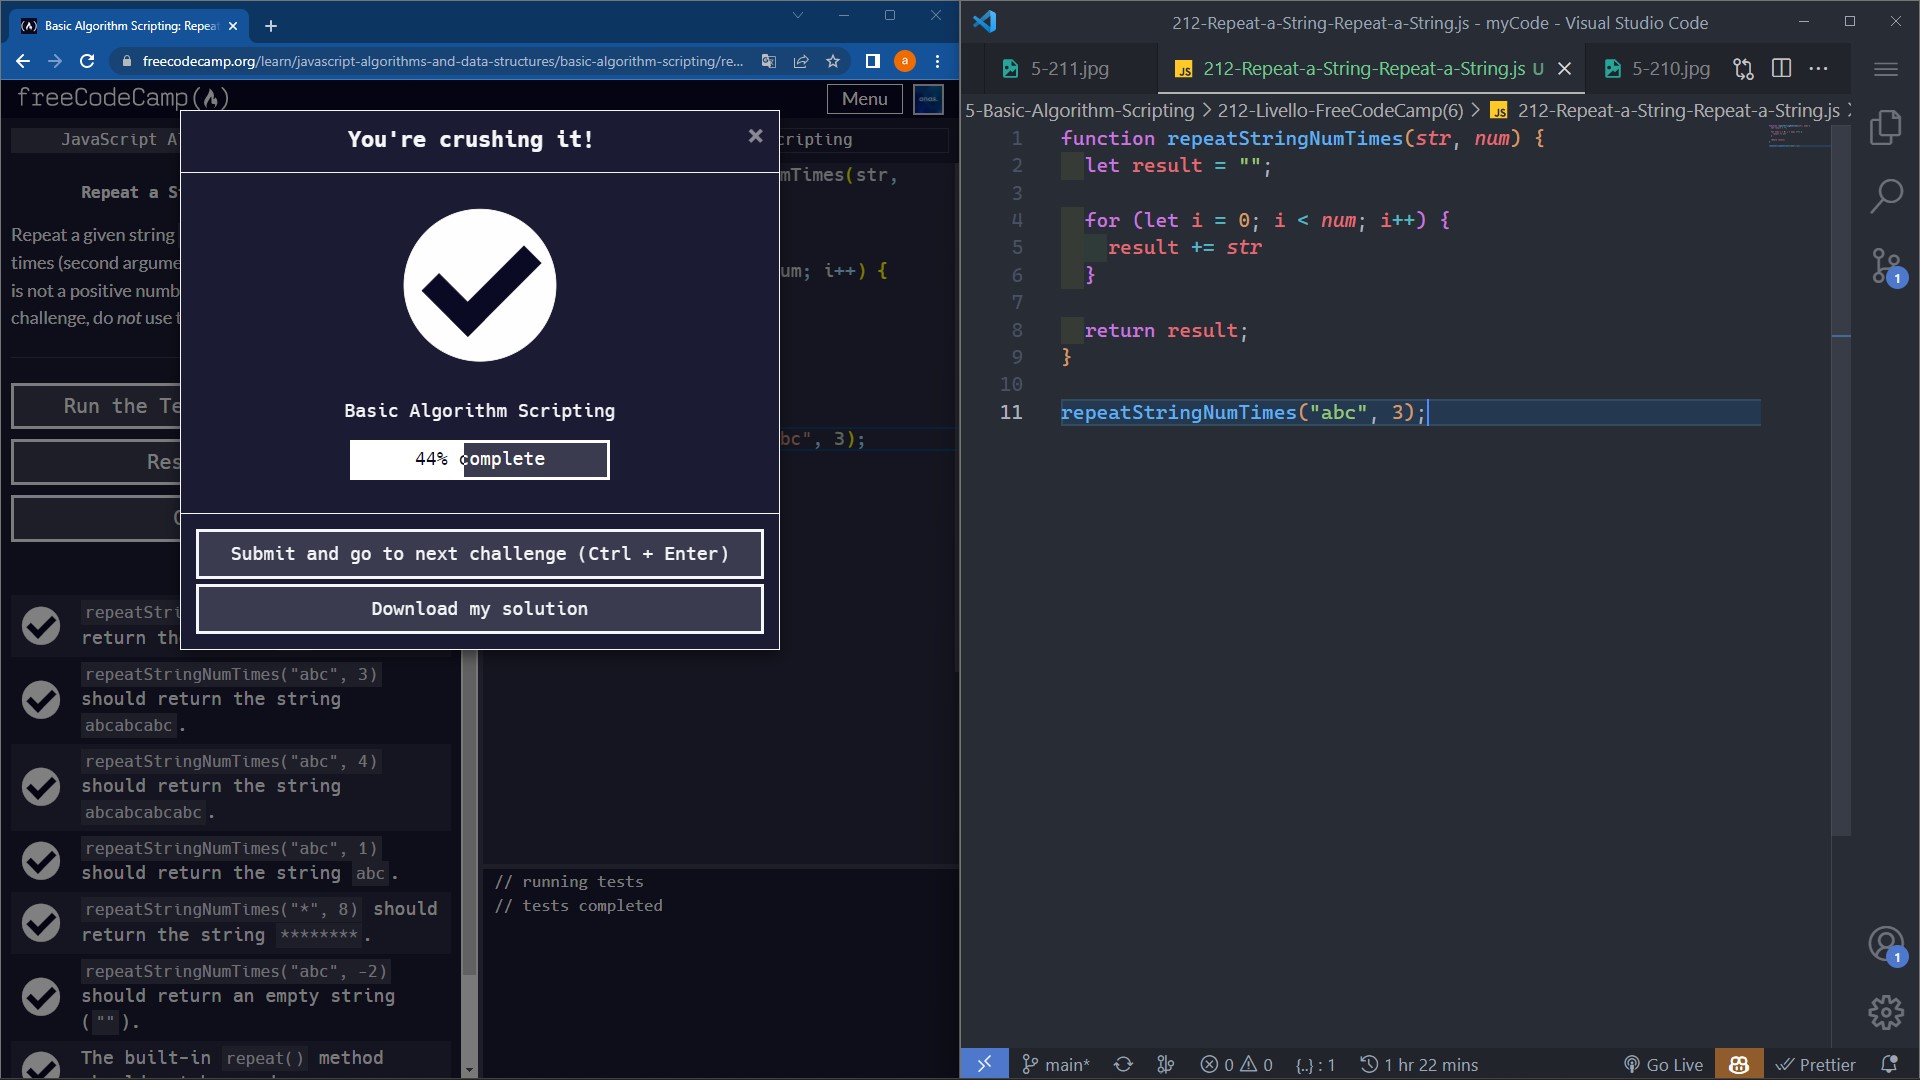 Basic Algorithm Scripting: Repea
freecodecamp.org/learn/javascript-algorithms-and-data-structures/basic-algorithm-scripting/re...
a
freeCodeCamp
Menu
JavaScript A
cripting
Repeat a S
Repeat a given string
times (second argume
is not a positive numb
challenge, do not use t
Run the Te
Res
You're crushing it!
×
Basic Algorithm Scripting
44% complete
Submit and go to next challenge (Ctrl + Enter)
Download my solution
mTimes(str,
um; i++) {
bc", 3);
repeatStri
return th
repeatStringNumTimes("abc", 3)
should return the string
abcabcabc.
repeatStringNumTimes("abc", 4)
should return the string
abcabcabcabc.
repeatStringNumTimes("abc", 1)
should return the string abc.
repeatStringNumTimes("*", 8) should
return the string ********.
repeatStringNumTimes("abc", -2)
should return an empty string
("").
The built-in repeat() method
// running tests
// tests completed
212-Repeat-a-String-Repeat-a-String.js - myCode - Visual Studio Code
5-211.jpg
JS 212-Repeat-a-String-Repeat-a-String.js U
5-210.jpg
5-Basic-Algorithm-Scripting > 212-Livello-FreeCodeCamp(6) > JS 212-Repeat-a-String-Repeat-a-String.js >
1 function repeatStringNumTimes(str, num) {
2 let result = "";
3
4 for (let i = 0; i < num; i++) {
5 result += str
6 }
7
8 return result;
9 }
10
11 repeatStringNumTimes("abc", 3);
1
1
main*
0 0
{..} : 1
1 hr 22 mins
Go Live
Prettier